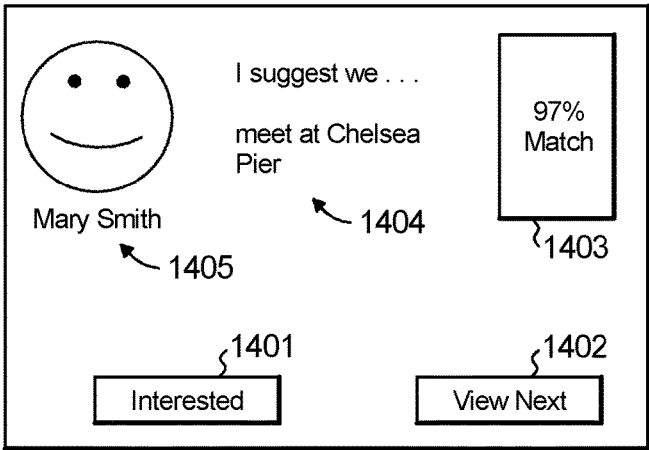 I suggest we . . .
meet at Chelsea
Pier
97%
Match
Mary Smith
1404
1403
1405
1401
1402
Interested
View Next